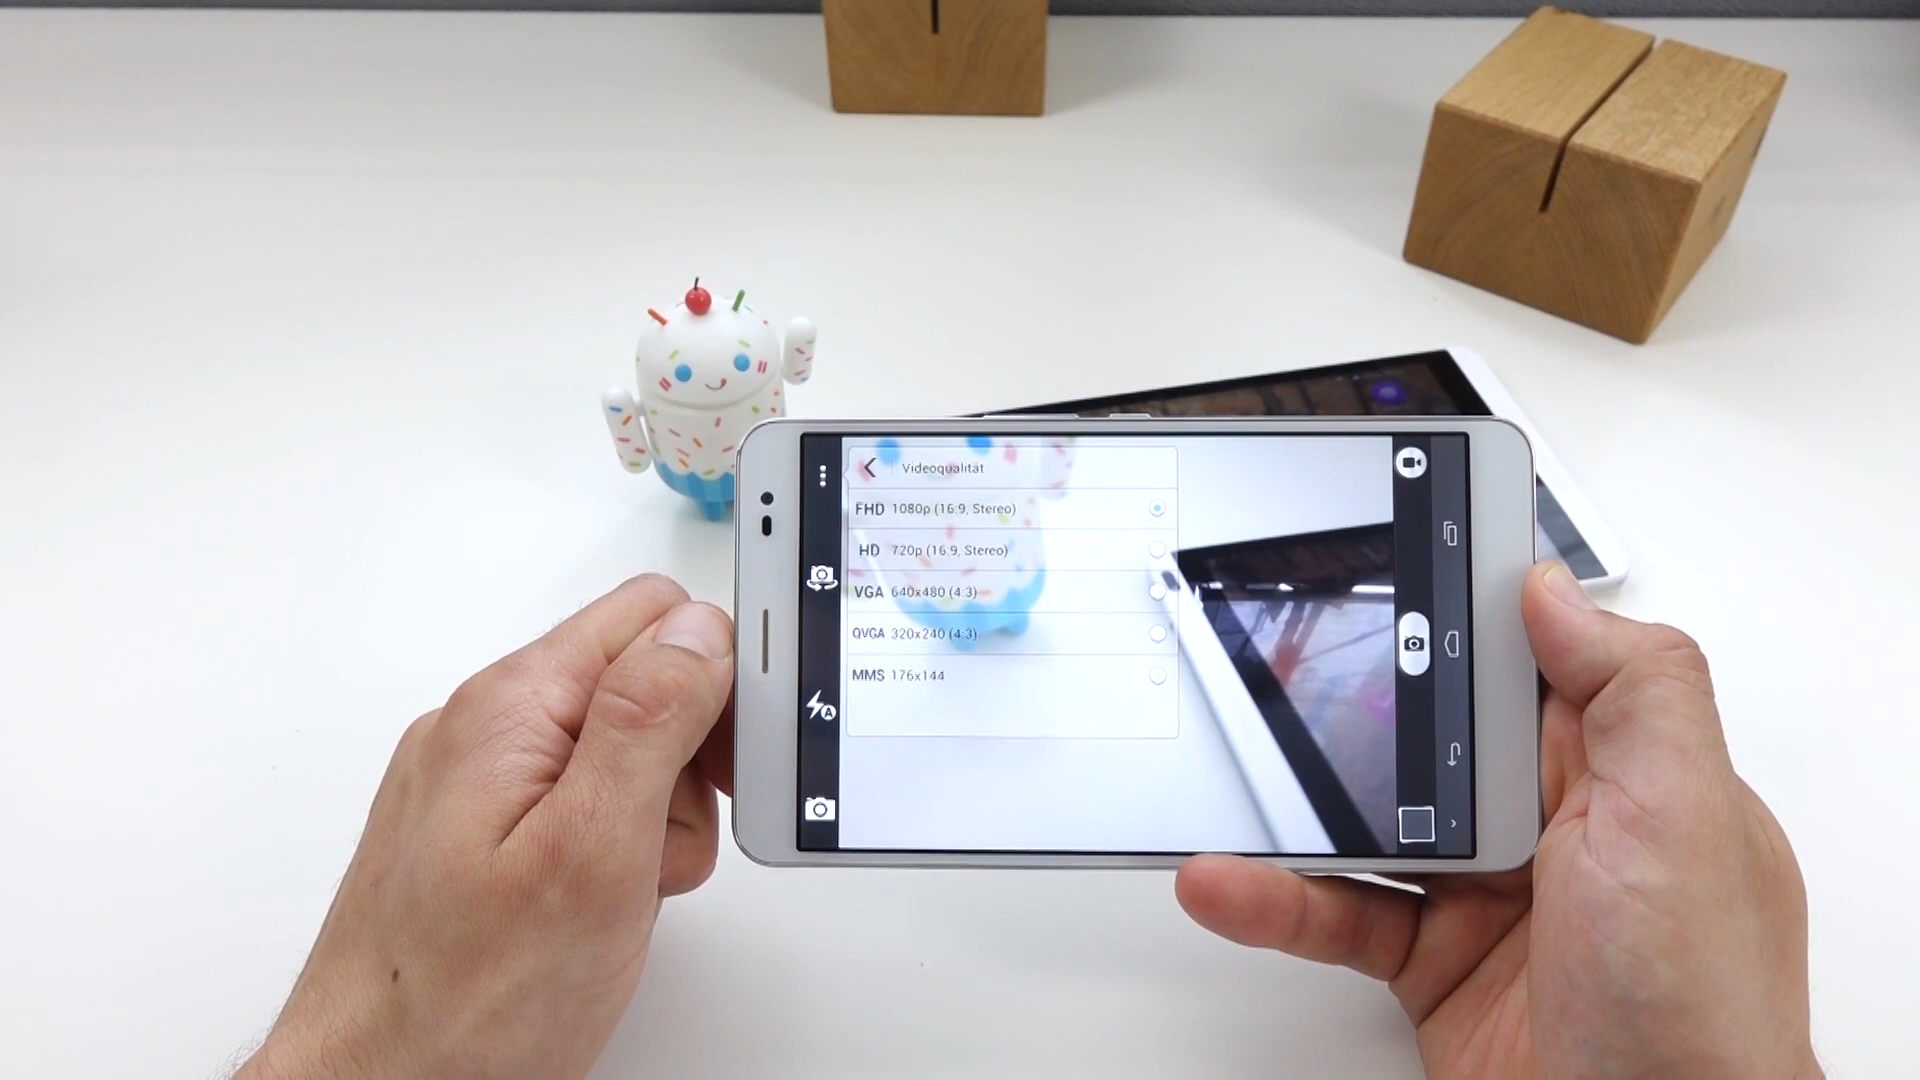 Videoqualität
FHD 1080p (16:9, Stereo)
HD 720p (16:9, Stereo)
VGA 640x480 (4:3)
QVGA 320x240 (4:3)
MMS 176x144
A